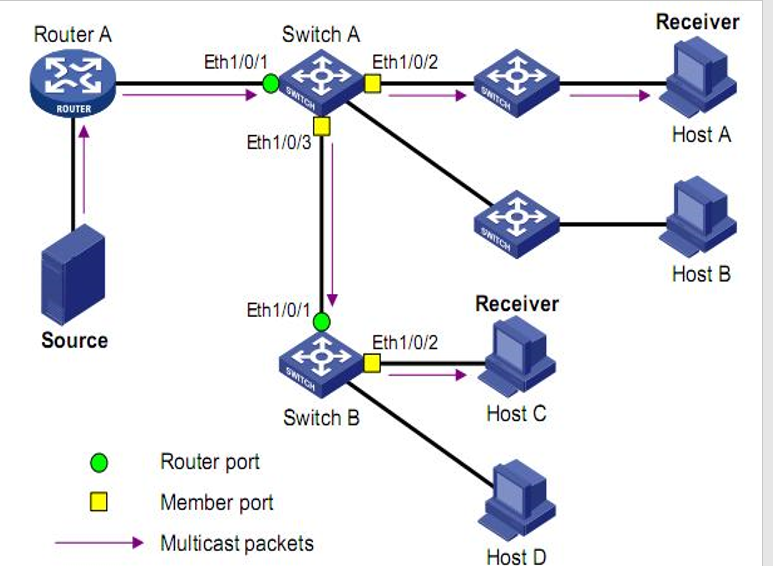 Receiver
Router A
Switch A
Eth1/0/1
Eth1/0/2
SWITCH
SWITCH
ROUTER
Host A
Eth1/0/3
SWITCH
Host B
Receiver
Eth1/0/1
Source
Eth1/0/2
SWITCH
Switch B
Host C
Router port
Member port
Multicast packets
Host D